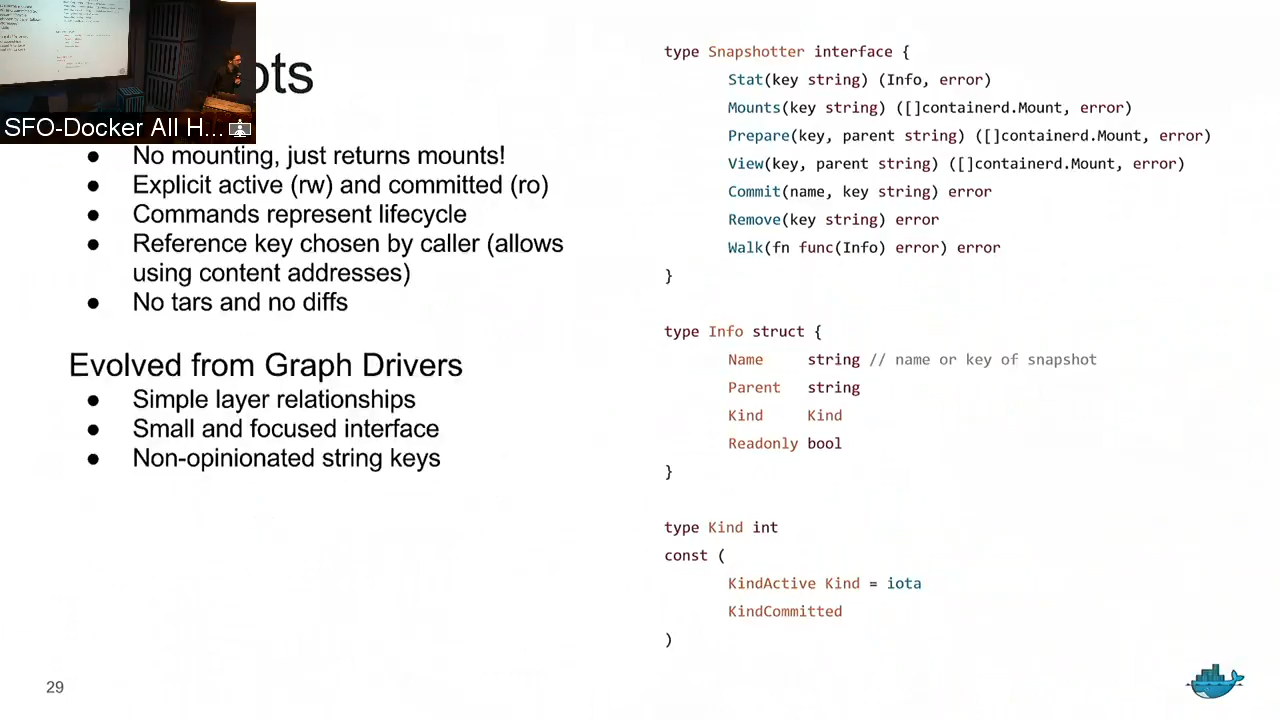 ots
SFO-Docker All H...
● No mounting, just returns mounts!
● Explicit active (rw) and committed (ro)
● Commands represent lifecycle
● Reference key chosen by caller (allows
using content addresses)
● No tars and no diffs
Evolved from Graph Drivers
● Simple layer relationships
● Small and focused interface
● Non-opinionated string keys
29
type Snapshotter interface {
Stat(key string) (Info, error)
Mounts(key string) ([]containerd.Mount, error)
Prepare(key, parent string) ([]containerd.Mount, error)
View(key, parent string) ([]containerd.Mount, error)
Commit(name, key string) error
Remove(key string) error
Walk(fn func(Info) error) error
}
type Info struct {
Name string // name or key of snapshot
Parent string
Kind Kind
Readonly bool
}
type Kind int
const (
KindActive Kind = iota
KindCommitted
)